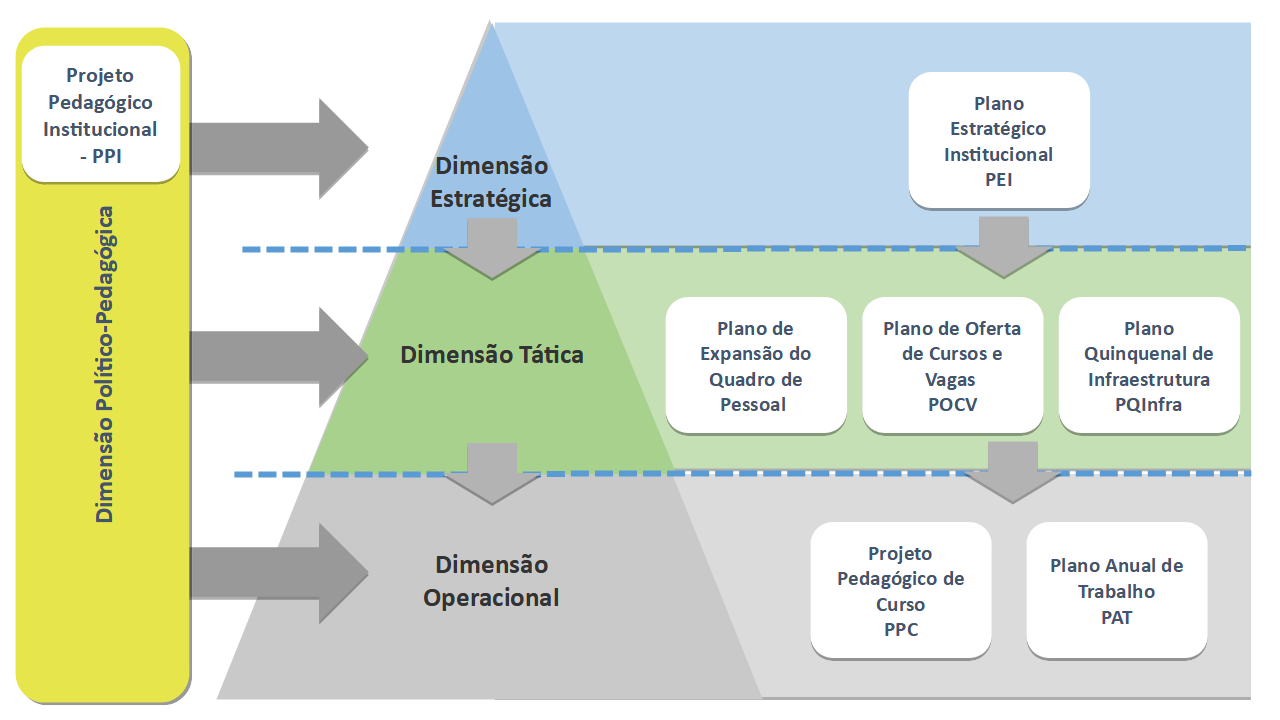 Projeto
Pedagógico
Institucional
- PPI
Dimensão Político-Pedagógica
Dimensão
Estratégica
Plano
Estratégico
Institucional
PEI
Dimensão Tática
Plano de
Expansão do
Quadro de
Pessoal
Plano de Oferta
de Cursos e
Vagas
POCV
Plano
Quinquenal de
Infraestrutura
PQInfra
Dimensão
Operacional
Projeto
Pedagógico de
Curso
PPC
Plano Anual de
Trabalho
PAT